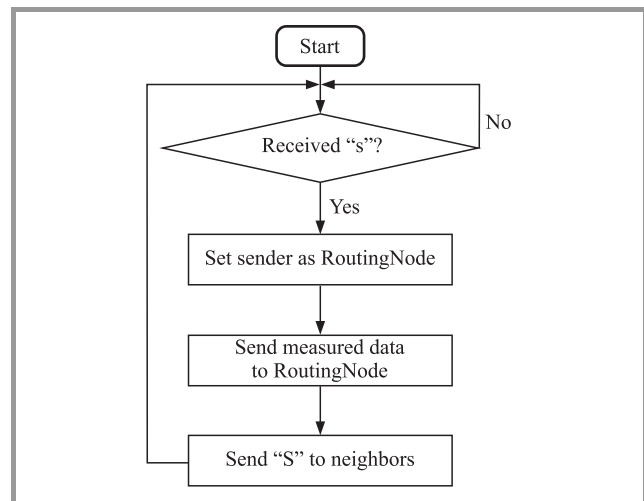 Start
No
Received “s”?
Yes
Set sender as RoutingNode
Send measured data
to RoutingNode
Send “S” to neighbors